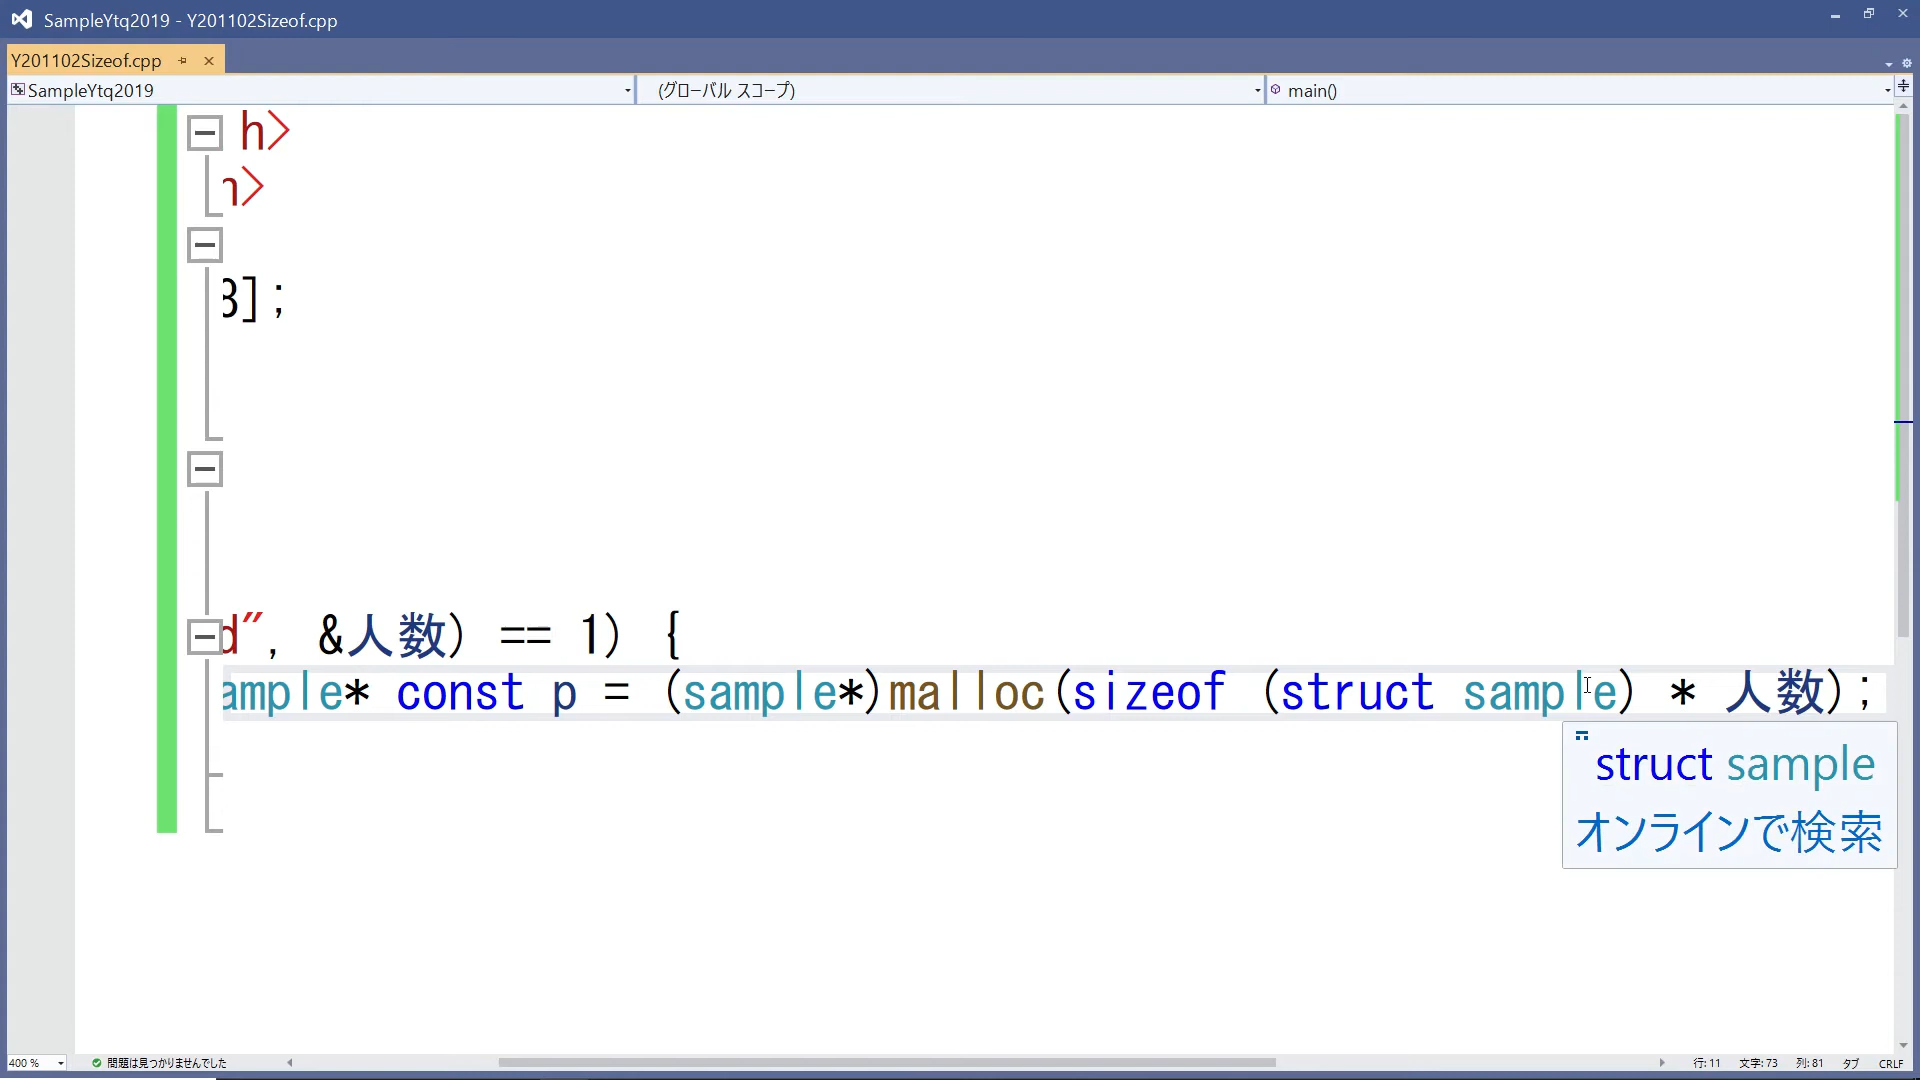 SampleYtq2019 - Y201102Sizeof.cpp
Y201102Sizeof.cpp
SampleYtq2019
(グローバル スコープ)
main()
h>
h>
3];
d", &人数) == 1) {
ample* const p = (sample*)malloc(sizeof (struct sample) * 人数);
struct sample
オンラインで検索
400 %
問題は見つかりませんでした
行: 11
文字: 73
列: 81
タブ
CRLF